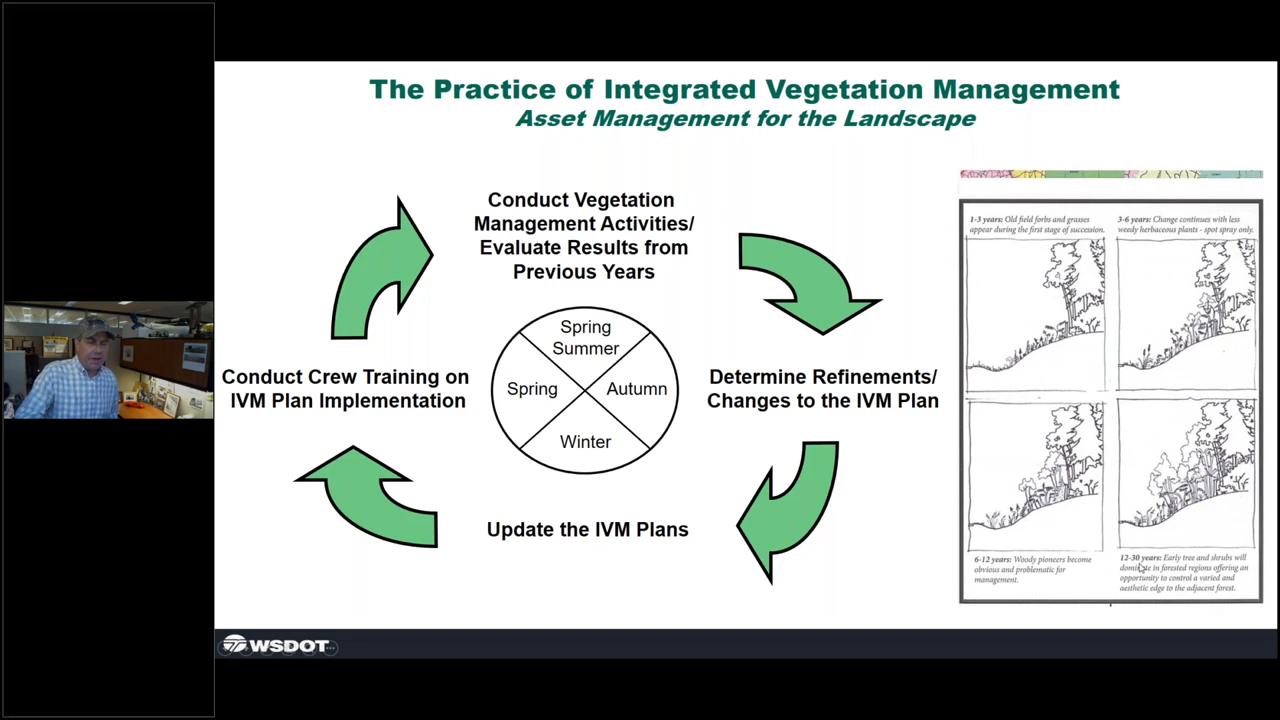 The Practice of Integrated Vegetation Management
Asset Management for the Landscape
Conduct Vegetation
Management Activities/
Evaluate Results from
Previous Years
Spring
Summer
Spring
Autumn
Winter
Conduct Crew Training on
IVM Plan Implementation
Determine Refinements/
Changes to the IVM Plan
Update the IVM Plans
1-3 years: Old field forbs and grasses
appear during the first stage of succession.
3-6 years: Change continues with less
weedy herbaceous plants - spot spray only.
6-12 years: Woody pioneers become
obvious and problematic for
management.
12-30 years: Early tree and shrubs will
dominate in forested regions offering an
opportunity to control a varied and
aesthetic edge to the adjacent forest.
WSDOT